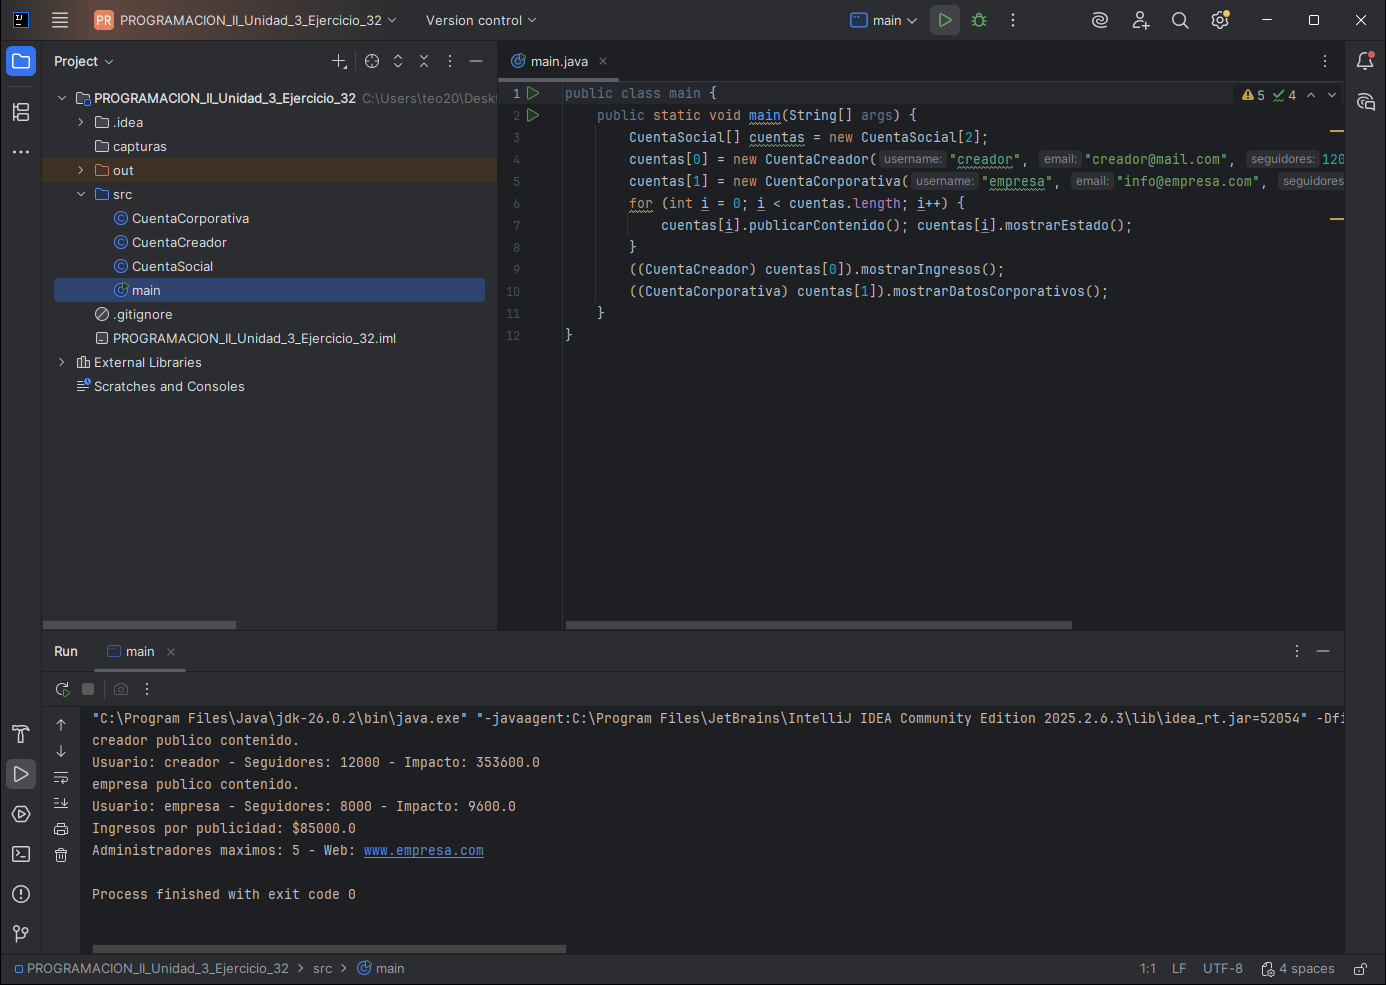 PR PROGRAMACION_II_Unidad_3_Ejercicio_32 Version control main
Project
main.java
PROGRAMACION_II_Unidad_3_Ejercicio_32 C:\Users\teo20\Deskt
.idea
capturas
out
src
CuentaCorporativa
CuentaCreador
CuentaSocial
main
.gitignore
PROGRAMACION_II_Unidad_3_Ejercicio_32.iml
External Libraries
Scratches and Consoles
5 4
1 public class main {
2 public static void main(String[] args) {
3 CuentaSocial[] cuentas = new CuentaSocial[2];
4 cuentas[0] = new CuentaCreador( username: "creador", email: "creador@mail.com", seguidores: 120
5 cuentas[1] = new CuentaCorporativa( username: "empresa", email: "info@empresa.com", seguidores
6 for (int i = 0; i < cuentas.length; i++) {
7 cuentas[i].publicarContenido(); cuentas[i].mostrarEstado();
8 }
9 ((CuentaCreador) cuentas[0]).mostrarIngresos();
10 ((CuentaCorporativa) cuentas[1]).mostrarDatosCorporativos();
11 }
12 }
Run main
"C:\Program Files\Java\jdk-26.0.2\bin\java.exe" "-javaagent:C:\Program Files\JetBrains\IntelliJ IDEA Community Edition 2025.2.6.3\lib\idea_rt.jar=52054" -Dfi
creador publico contenido.
Usuario: creador - Seguidores: 12000 - Impacto: 353600.0
empresa publico contenido.
Usuario: empresa - Seguidores: 8000 - Impacto: 9600.0
Ingresos por publicidad: $85000.0
Administradores maximos: 5 - Web: www.empresa.com
Process finished with exit code 0
PROGRAMACION_II_Unidad_3_Ejercicio_32 > src > main 1:1 LF UTF-8 4 spaces